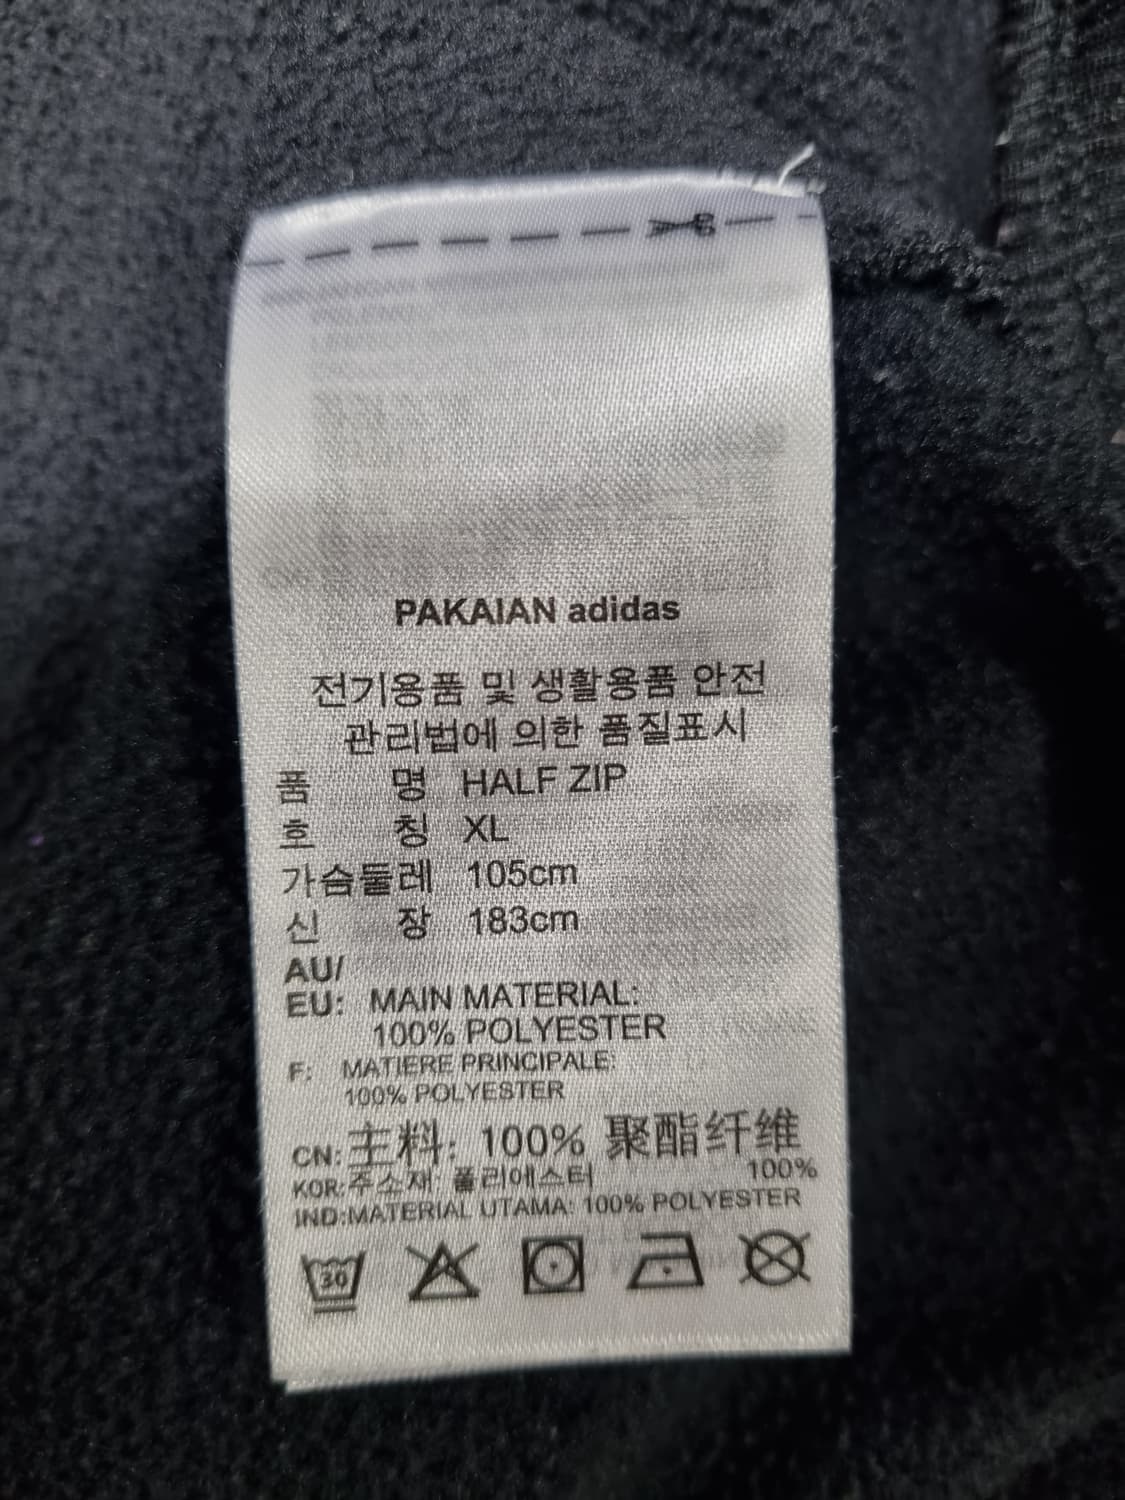 PAKAIAN adidas
전기용품 및 생활용품 안전
관리법에 의한 품질표시
품 명 HALF ZIP
호 칭 XL
가슴둘레 105cm
신 장 183cm
AU/
EU: MAIN MATERIAL:
100% POLYESTER
F: MATIERE PRINCIPALE:
100% POLYESTER
CN: 主料: 100% 聚酯纤维
KOR:주소재: 폴리에스터 100%
IND:MATERIAL UTAMA: 100% POLYESTER
30